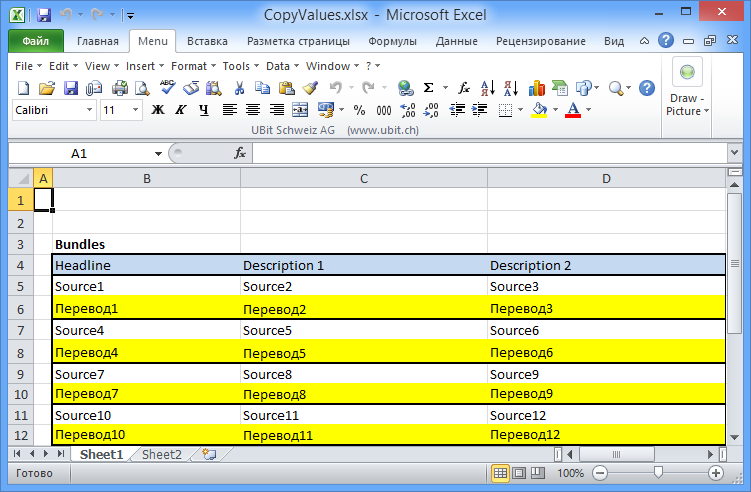 CopyValues.xlsx - Microsoft Excel
Файл Главная Menu Вставка Разметка страницы Формулы Данные Рецензирование Вид
File Edit View Insert Format Tools Data Window ?
Calibri 11 Ж К Ч % 000
Draw - Picture
UBit Schweiz AG (www.ubit.ch)
A1 fx
A B C D
1
2
3 Bundles
4 Headline Description 1 Description 2
5 Source1 Source2 Source3
6 Перевод1 Перевод2 Перевод3
7 Source4 Source5 Source6
8 Перевод4 Перевод5 Перевод6
9 Source7 Source8 Source9
10 Перевод7 Перевод8 Перевод9
11 Source10 Source11 Source12
12 Перевод10 Перевод11 Перевод12
Sheet1 Sheet2
Готово 100%